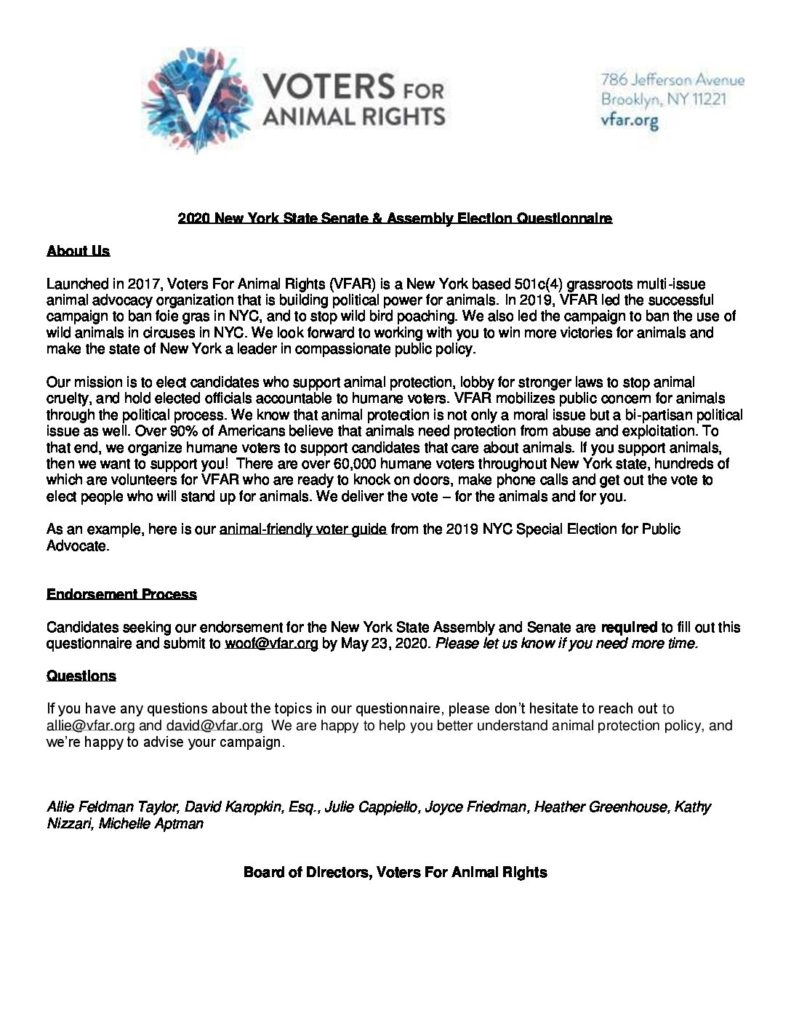 VOTERS FOR
ANIMAL RIGHTS
786 Jefferson Avenue
Brooklyn, NY 11221
vfar.org
2020 New York State Senate & Assembly Election Questionnaire
About Us
Launched in 2017, Voters For Animal Rights (VFAR) is a New York based 501c(4) grassroots multi-issue
animal advocacy organization that is building political power for animals. In 2019, VFAR led the successful
campaign to ban foie gras in NYC, and to stop wild bird poaching. We also led the campaign to ban the use of
wild animals in circuses in NYC. We look forward to working with you to win more victories for animals and
make the state of New York a leader in compassionate public policy.
Our mission is to elect candidates who support animal protection, lobby for stronger laws to stop animal
cruelty, and hold elected officials accountable to humane voters. VFAR mobilizes public concern for animals
through the political process. We know that animal protection is not only a moral issue but a bi-partisan political
issue as well. Over 90% of Americans believe that animals need protection from abuse and exploitation. To
that end, we organize humane voters to support candidates that care about animals. If you support animals,
then we want to support you! There are over 60,000 humane voters throughout New York state, hundreds of
which are volunteers for VFAR who are ready to knock on doors, make phone calls and get out the vote to
elect people who will stand up for animals. We deliver the vote – for the animals and for you.
As an example, here is our animal-friendly voter guide from the 2019 NYC Special Election for Public
Advocate.
Endorsement Process
Candidates seeking our endorsement for the New York State Assembly and Senate are required to fill out this
questionnaire and submit to woof@vfar.org by May 23, 2020. Please let us know if you need more time.
Questions
If you have any questions about the topics in our questionnaire, please don't hesitate to reach out to
allie@vfar.org and david@vfar.org We are happy to help you better understand animal protection policy, and
we're happy to advise your campaign.
Allie Feldman Taylor, David Karopkin, Esq., Julie Cappiello, Joyce Friedman, Heather Greenhouse, Kathy
Nizzari, Michelle Aptman
Board of Directors, Voters For Animal Rights